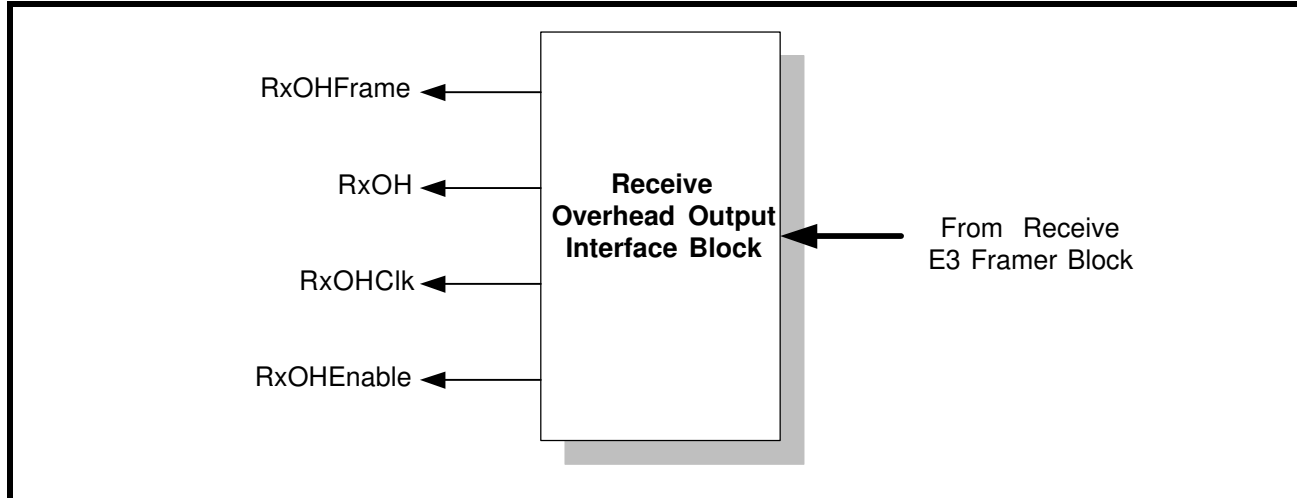 RxOHFrame
RxOH
RxOHClk
RxOHEnable
Receive
Overhead Output
Interface Block
From Receive
E3 Framer Block